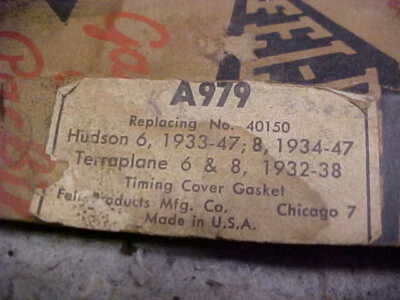 A979
Replacing No. 40150
Hudson 6, 1933-47; 8, 1934-47
Terraplane 6 & 8, 1932-38
Timing Cover Gasket
Fel- Products Mfg. Co. Chicago 7
Made in U.S.A.